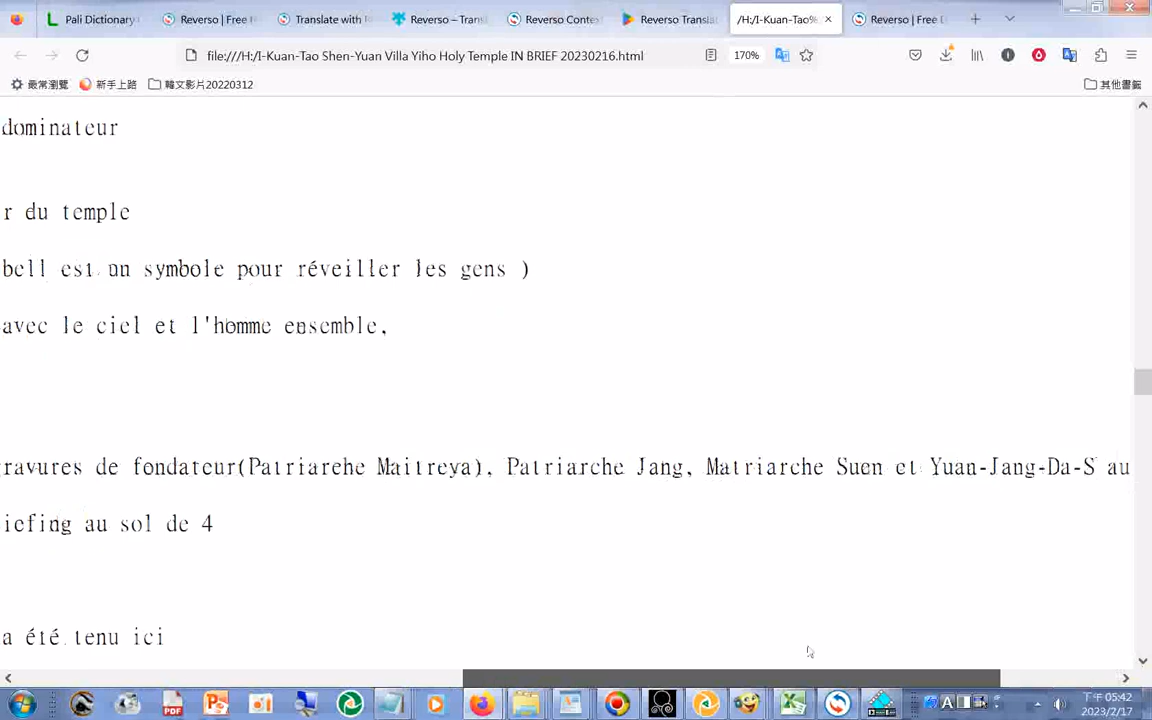 Pali Dictionary
Reverso | Free
Translate with
Reverso – Tran
Reverso Conte
Reverso Transla
/H:/I-Kuan-Tao%
Reverso | Free
file:///H:/I-Kuan-Tao Shen-Yuan Villa Yiho Holy Temple IN BRIEF 20230216.html
170%
最常瀏覽
新手上路
韓文影片20220312
其他書籤
dominateur
r du temple
bell est un symbole pour réveiller les gens )
avec le ciel et l'homme ensemble,
ravures de fondateur(Patriarche Maitreya), Patriarche Jang, Matriarche Suen et Yuan-Jang-Da-S au
iefing au sol de 4
a été tenu ici
下午 05:42
2023/2/17